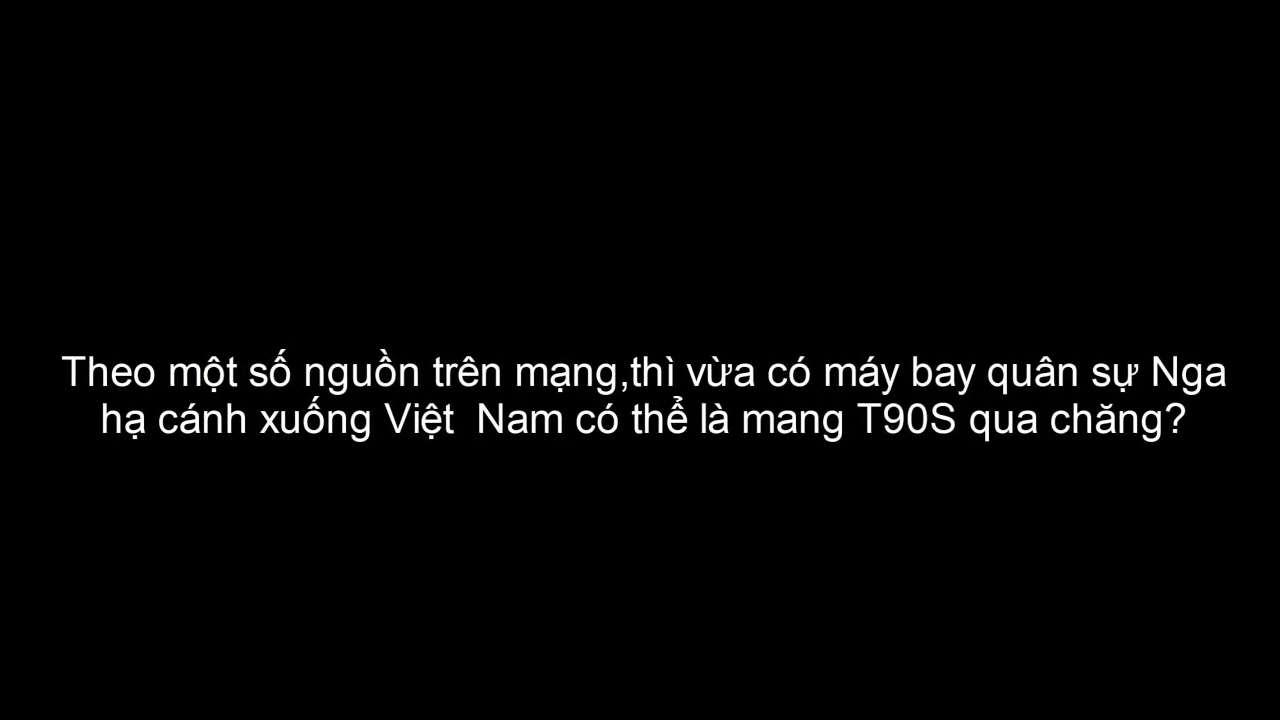 Theo một số nguồn trên mạng,thì vừa có máy bay quân sự Nga
hạ cánh xuống Việt  Nam có thể là mang T90S qua chăng?